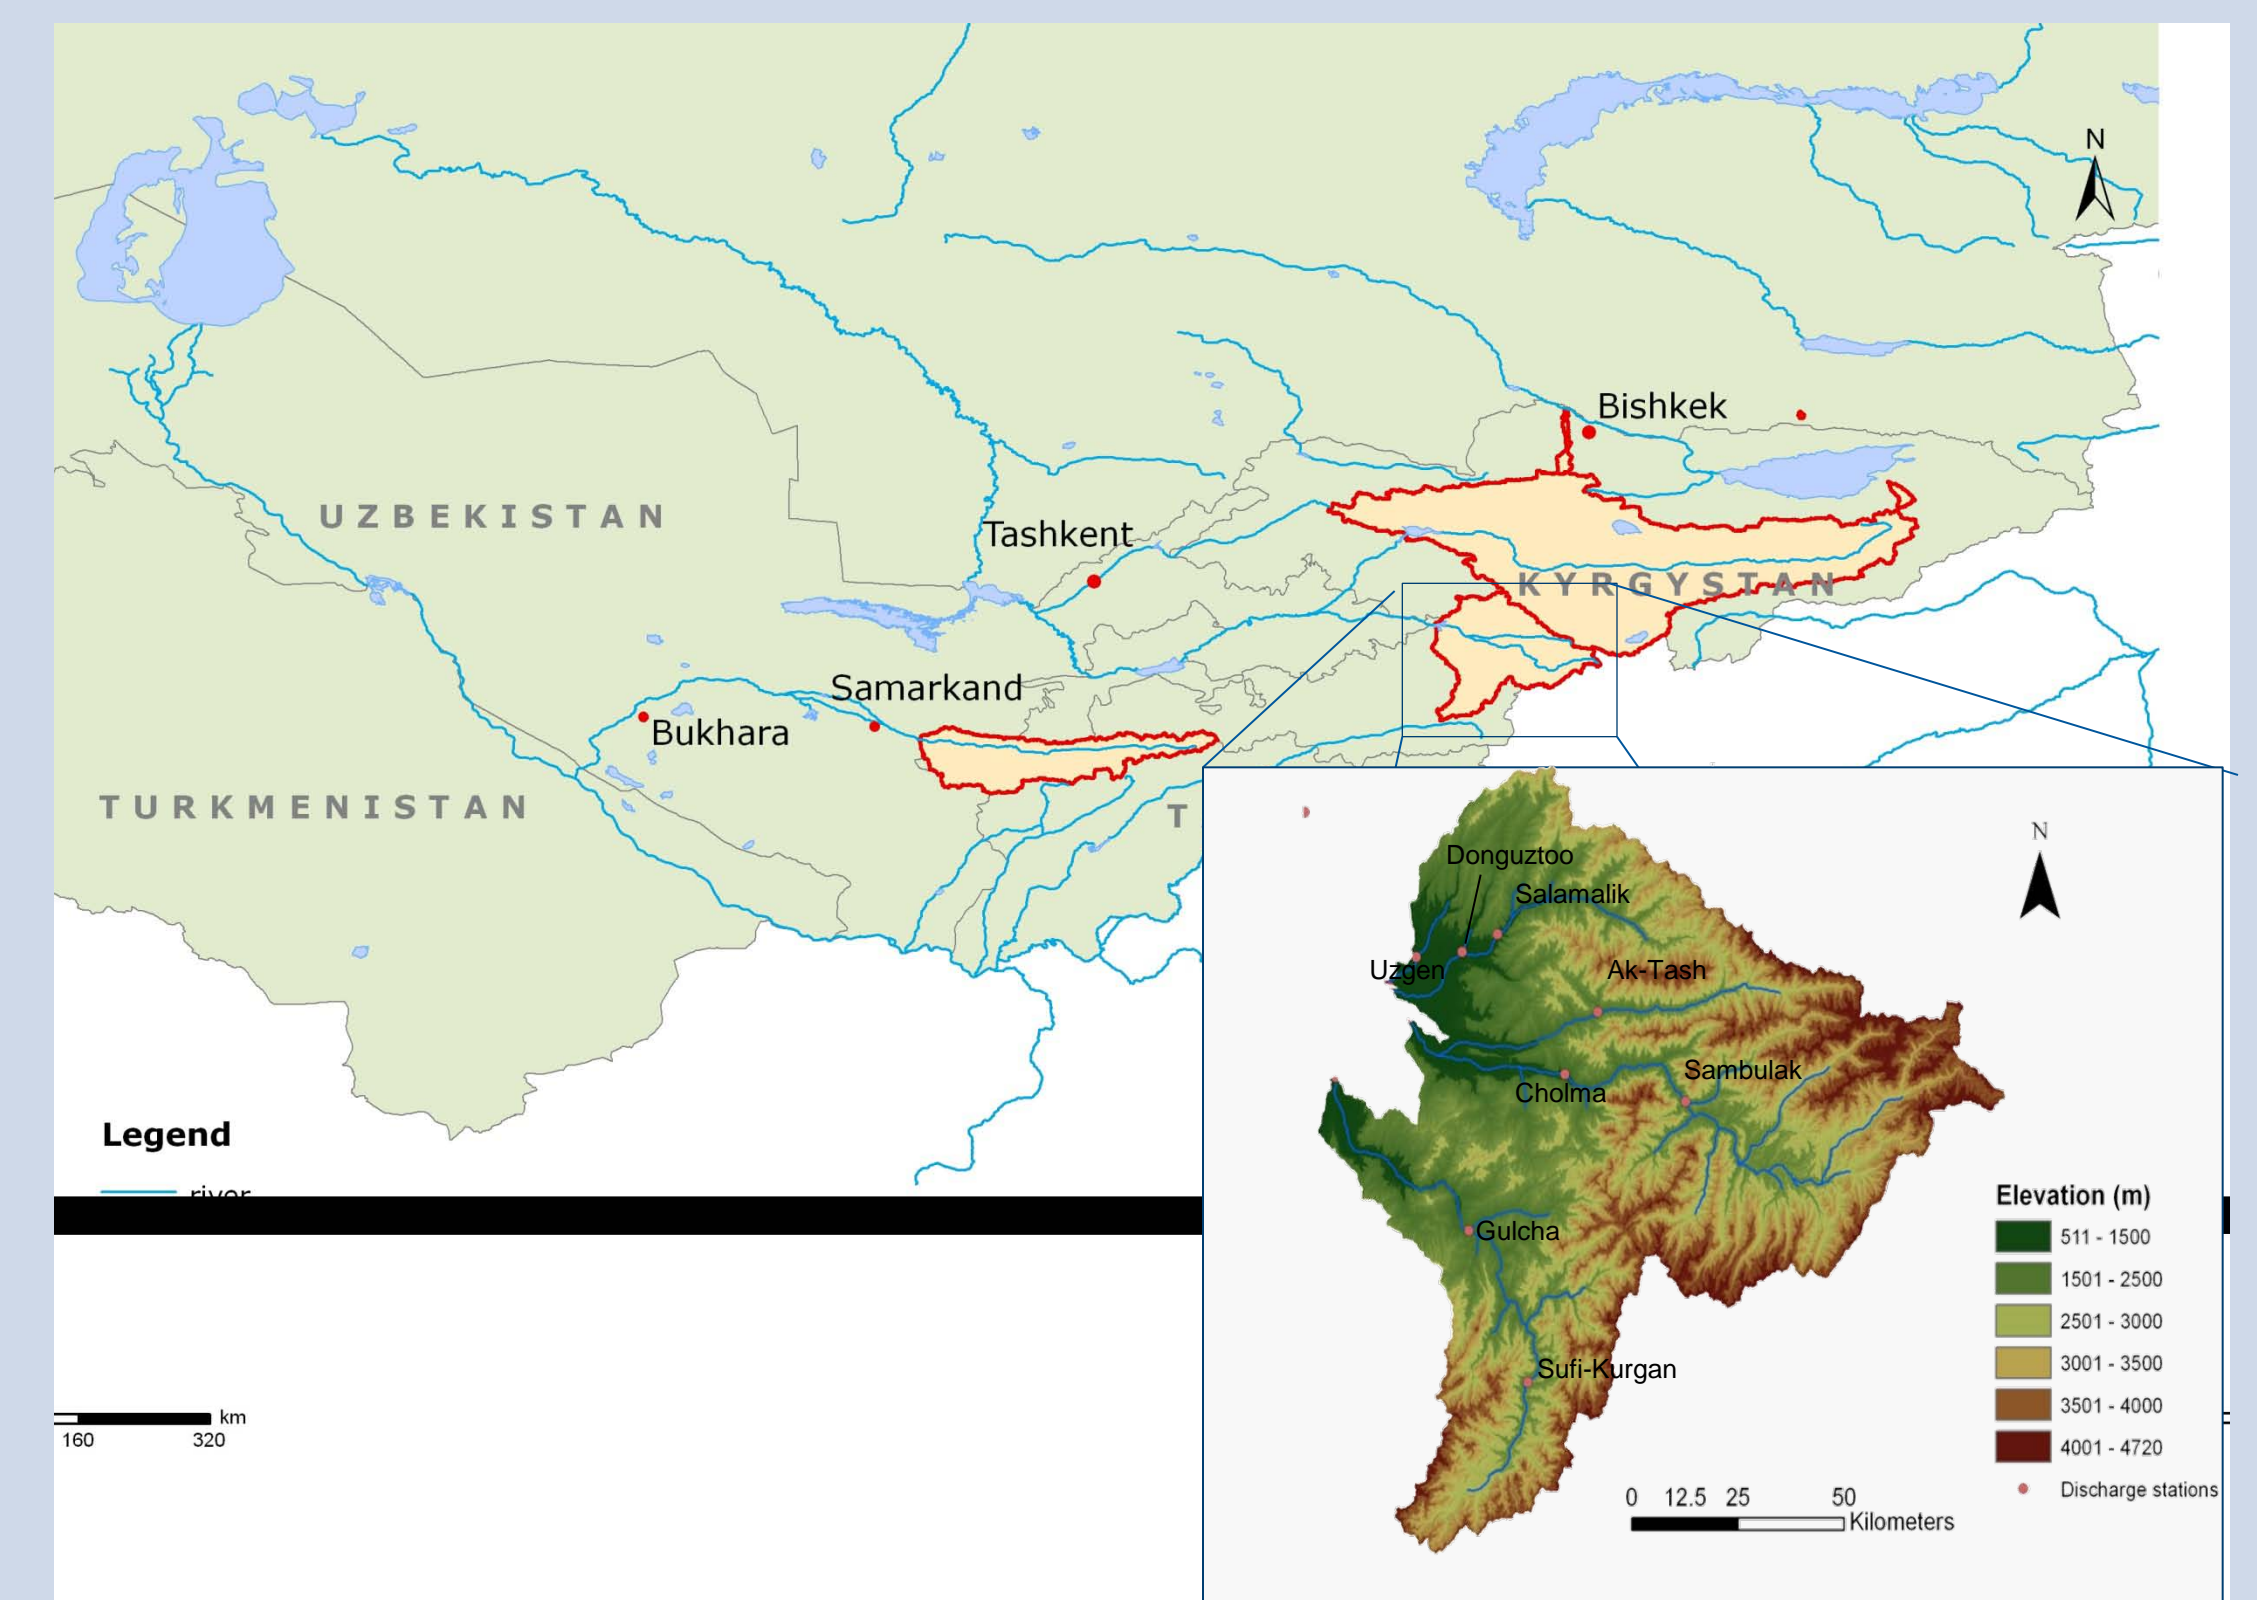 N
Bishkek
UZBEKISTAN
Tashkent
KYRGYSTAN
Samarkand
Bukhara
TURKMENISTAN
T
N
Donguztoo
Salamalik
Uzgen
Ak-Tash
Sambulak
Cholma
Legend
river
Gulcha
Sufi-Kurgan
Elevation (m)
511 - 1500
1501 - 2500
2501 - 3000
3001 - 3500
3501 - 4000
4001 - 4720
Discharge stations
km
160 320
0 12.5 25 50
Kilometers